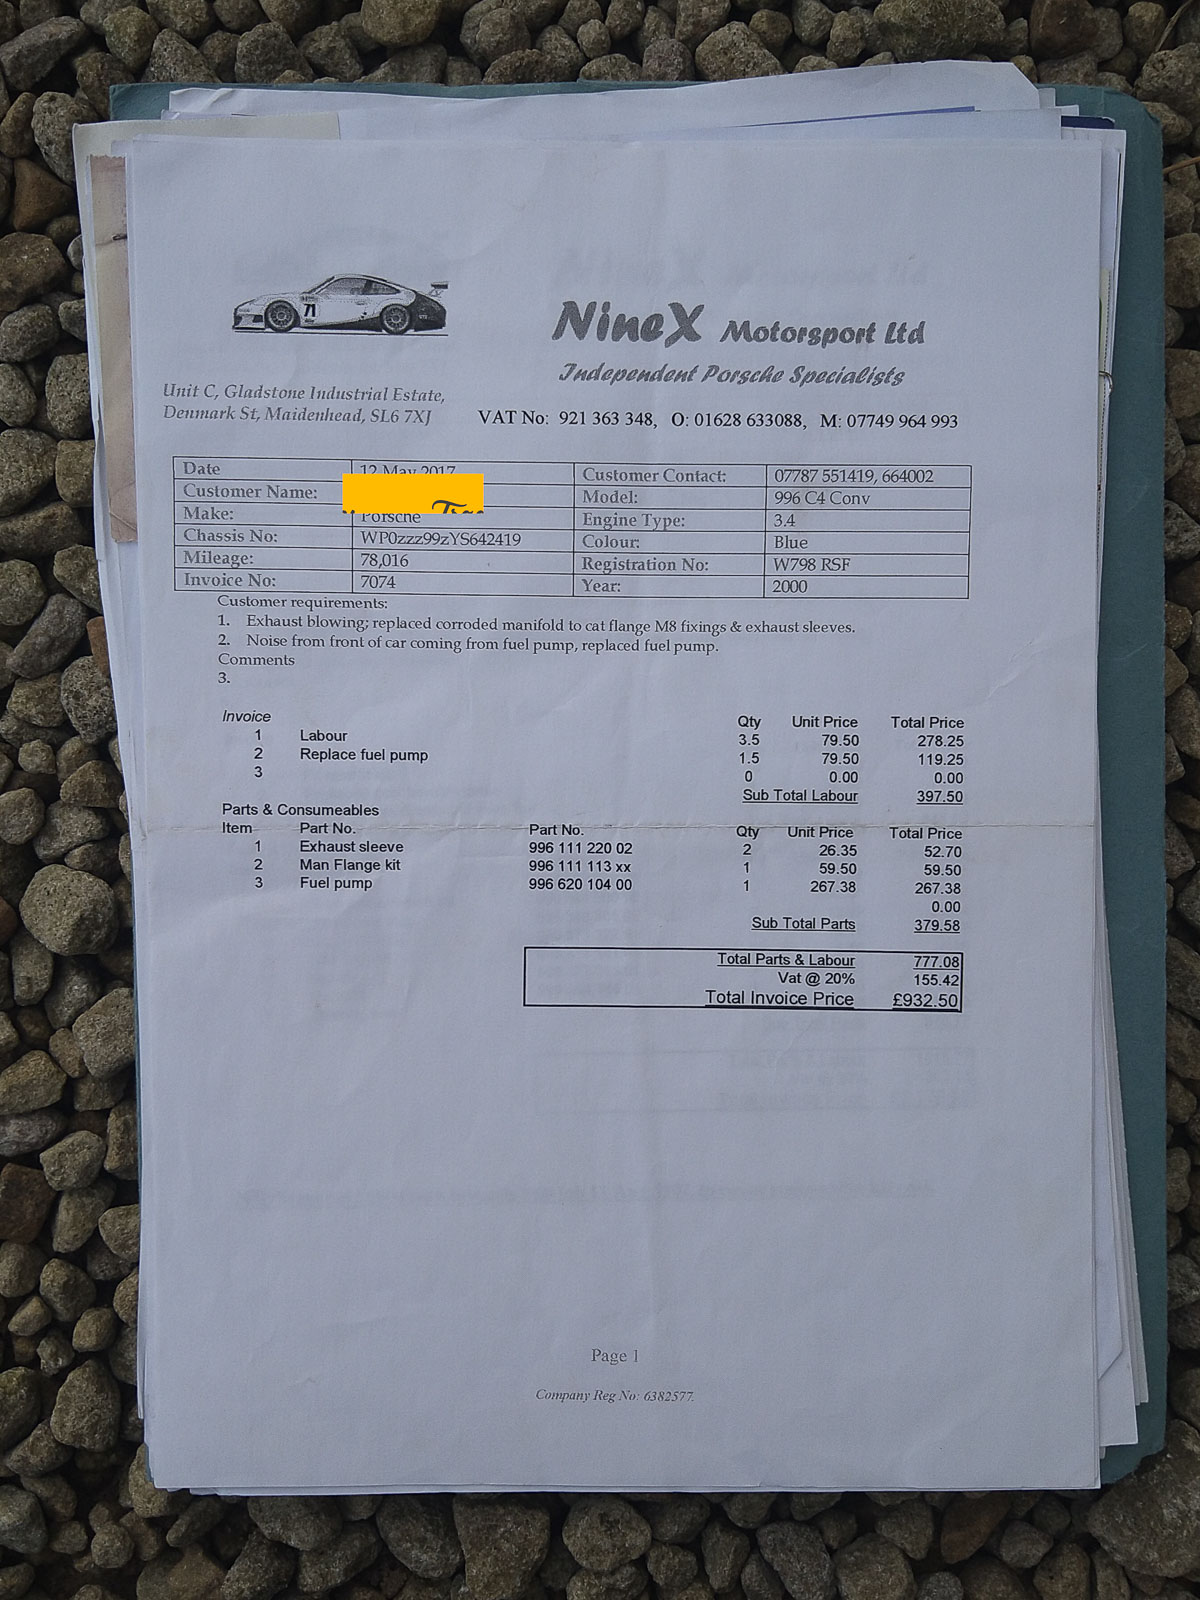 71
NineX Motorsport Ltd
Independent Porsche Specialists
Unit C, Gladstone Industrial Estate,
Denmark St, Maidenhead, SL6 7XJ
VAT No: 921 363 348, O: 01628 633088, M: 07749 964 993
Date 12 May 2017 Customer Contact: 07787 551419, 664002
Customer Name: Model: 996 C4 Conv
Make: Porsche Engine Type: 3.4
Chassis No: WP0zzz99zYS642419 Colour: Blue
Mileage: 78,016 Registration No: W798 RSF
Invoice No: 7074 Year: 2000
Customer requirements:
1. Exhaust blowing; replaced corroded manifold to cat flange M8 fixings & exhaust sleeves.
2. Noise from front of car coming from fuel pump, replaced fuel pump.
Comments
3.
Invoice Qty Unit Price Total Price
1 Labour 3.5 79.50 278.25
2 Replace fuel pump 1.5 79.50 119.25
3 0 0.00 0.00
Sub Total Labour 397.50
Parts & Consumeables
Item Part No. Part No. Qty Unit Price Total Price
1 Exhaust sleeve 996 111 220 02 2 26.35 52.70
2 Man Flange kit 996 111 113 xx 1 59.50 59.50
3 Fuel pump 996 620 104 00 1 267.38 267.38
0.00
Sub Total Parts 379.58
Total Parts & Labour 777.08
Vat @ 20% 155.42
Total Invoice Price £932.50
Page 1
Company Reg No: 6382577.